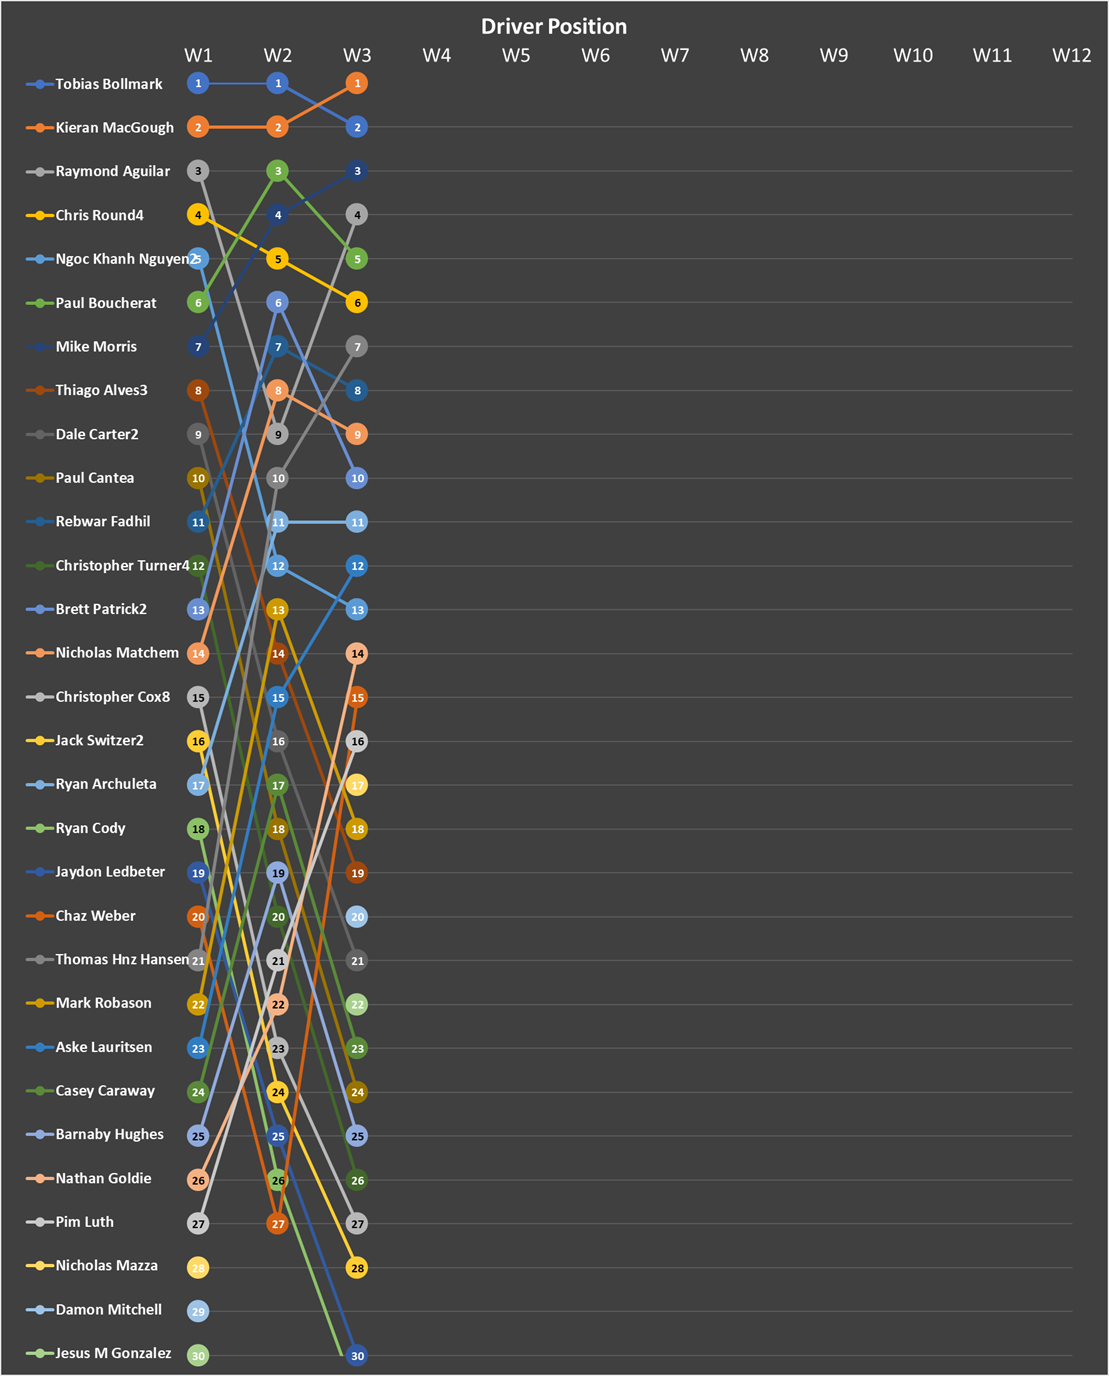 Driver Position
W1 W2 W3 W4 W5 W6 W7 W8 W9 W10 W11 W12
Tobias Bollmark 1 1 1
Kieran MacGough 2 2 2
Raymond Aguilar 3 3 3
Chris Round4 4 4 4
Ngoc Khanh Nguyen2 5 5 5
Paul Boucherat 6 6 6
Mike Morris 7 7 7
Thiago Alves3 8 8 8
Dale Carter2 9 9 9
Paul Cantea 10 10 10
Rebwar Fadhil 11 11 11
Christopher Turner4 12 12 12
Brett Patrick2 13 13 13
Nicholas Matchem 14 14 14
Christopher Cox8 15 15 15
Jack Switzer2 16 16 16
Ryan Archuleta 17 17 17
Ryan Cody 18 18 18
Jaydon Ledbeter 19 19 19
Chaz Weber 20 20 20
Thomas Hnz Hansen 21 21 21
Mark Robason 22 22 22
Aske Lauritsen 23 23 23
Casey Caraway 24 24 24
Barnaby Hughes 25 25 25
Nathan Goldie 26 26 26
Pim Luth 27 27 27
Nicholas Mazza 28 28
Damon Mitchell 29
Jesus M Gonzalez 30 30